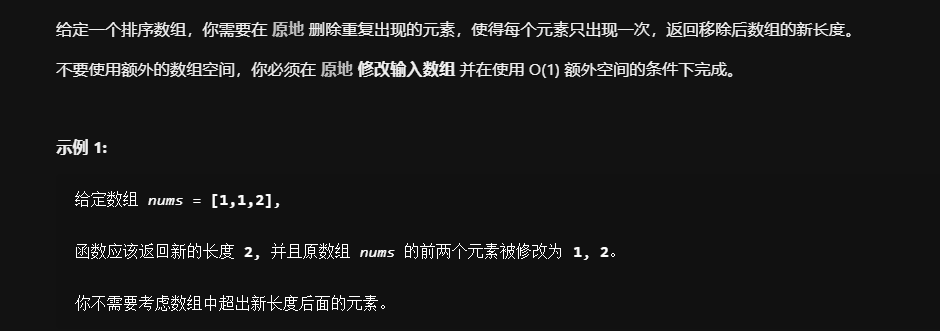 给定一个排序数组，你需要在 原地 删除重复出现的元素，使得每个元素只出现一次，返回移除后数组的新长度。
不要使用额外的数组空间，你必须在 原地 修改输入数组 并在使用 O(1) 额外空间的条件下完成。
示例 1:
给定数组 nums = [1,1,2],
函数应该返回新的长度 2, 并且原数组 nums 的前两个元素被修改为 1, 2。
你不需要考虑数组中超出新长度后面的元素。